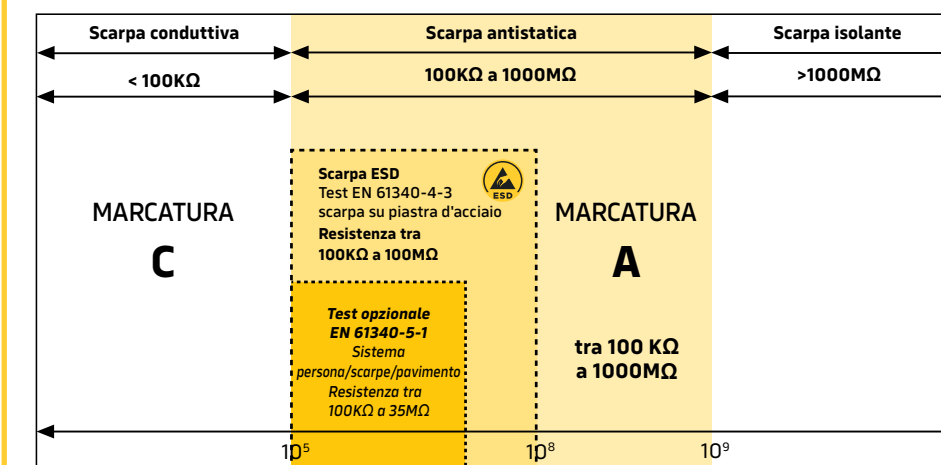 Scarpa conduttiva
Scarpa antistatica
Scarpa isolante
< 100KΩ
100KΩ a 1000MΩ
>1000MΩ
MARCATURA
C
Scarpa ESD
Test EN 61340-4-3
scarpa su piastra d'acciaio
Resistenza tra
100KΩ a 100MΩ
ESD
Test opzionale
EN 61340-5-1
Sistema
persona/scarpe/pavimento
Resistenza tra
100KΩ a 35MΩ
MARCATURA
A
tra 100 KΩ
a 1000MΩ
10⁵
10⁸
10⁹